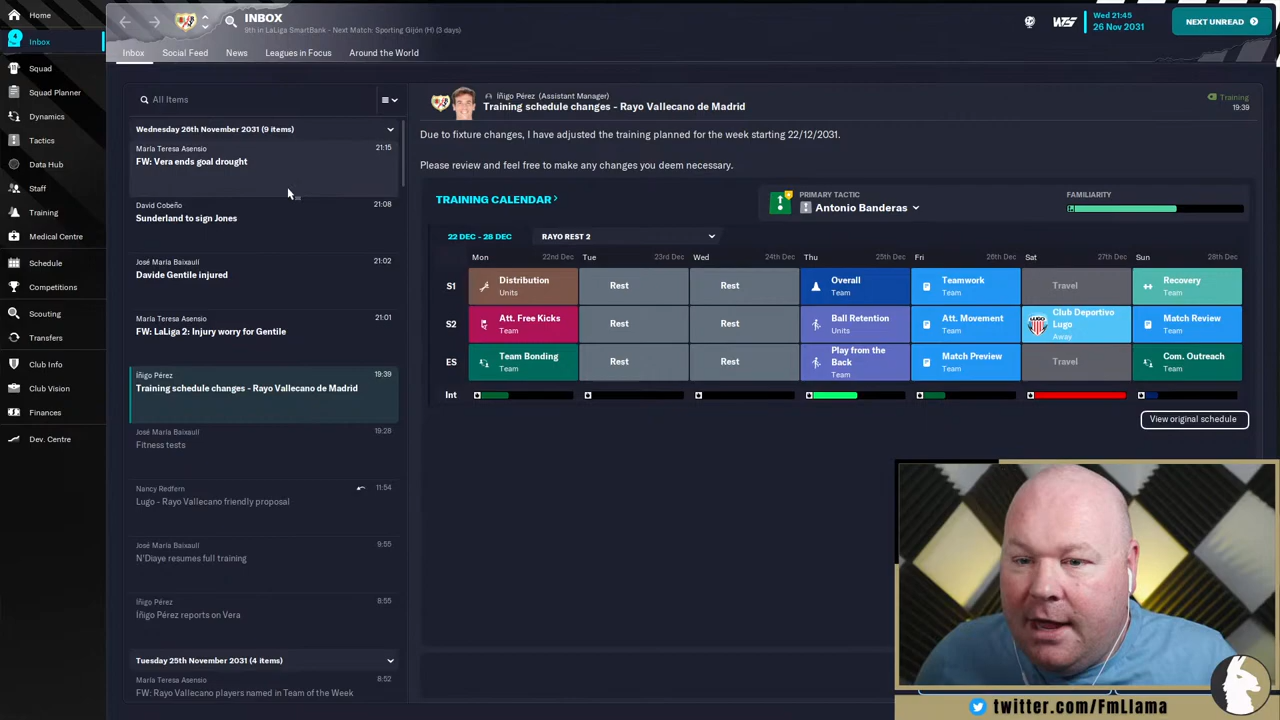 Home
INBOX
9th in LaLiga SmartBank - Next Match: Sporting Gijón (H) (3 days)
Wed 21:45
26 Nov 2031
NEXT UNREAD
4
Inbox
Squad
Squad Planner
Dynamics
Tactics
Data Hub
Staff
Training
Medical Centre
Schedule
Competitions
Scouting
Transfers
Club Info
Club Vision
Finances
Dev. Centre
Inbox
Social Feed
News
Leagues in Focus
Around the World
All Items
Wednesday 26th November 2031 (9 items)
María Teresa Asensio
21:15
FW: Vera ends goal drought
David Cobeño
21:08
Sunderland to sign Jones
José María Baixaulí
21:02
Davide Gentile injured
María Teresa Asensio
21:01
FW: LaLiga 2: Injury worry for Gentile
Íñigo Pérez
19:39
Training schedule changes - Rayo Vallecano de Madrid
José María Baixaulí
19:28
Fitness tests
Nancy Redfern
11:54
Lugo - Rayo Vallecano friendly proposal
José María Baixaulí
9:55
N'Diaye resumes full training
Íñigo Pérez
8:55
Íñigo Pérez reports on Vera
Tuesday 25th November 2031 (4 items)
María Teresa Asensio
8:52
FW: Rayo Vallecano players named in Team of the Week
Íñigo Pérez (Assistant Manager)
Training schedule changes - Rayo Vallecano de Madrid
Training
19:39
Due to fixture changes, I have adjusted the training planned for the week starting 22/12/2031.
Please review and feel free to make any changes you deem necessary.
TRAINING CALENDAR
PRIMARY TACTIC
Antonio Banderas
FAMILIARITY
22 DEC - 28 DEC
RAYO REST 2
Mon 22nd Dec
Tue 23rd Dec
Wed 24th Dec
Thu 25th Dec
Fri 26th Dec
Sat 27th Dec
Sun 28th Dec
S1
Distribution
Units
Rest
Rest
Overall
Team
Teamwork
Team
Travel
Recovery
Team
S2
Att. Free Kicks
Team
Rest
Rest
Ball Retention
Units
Att. Movement
Team
Club Deportivo
Lugo
Away
Match Review
Team
ES
Team Bonding
Team
Rest
Rest
Play from the
Back
Team
Match Preview
Team
Travel
Com. Outreach
Team
Int
View original schedule
twitter.com/FmLlama